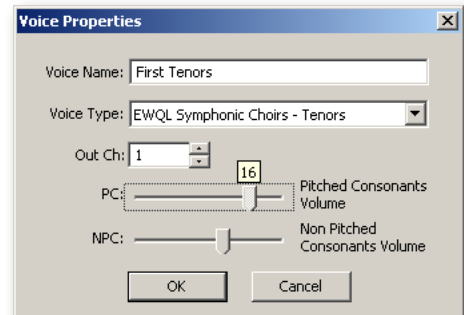 Voice Properties
Voice Name: First Tenors
Voice Type: EWQL Symphonic Choirs - Tenors
Out Ch: 1
16
PC: Pitched Consonants
Volume
NPC: Non Pitched
Consonants Volume
OK Cancel